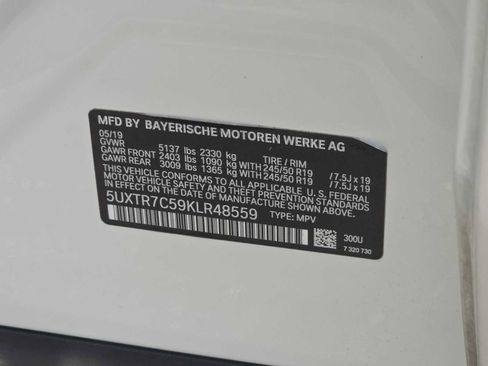 MFD BY BAYERISCHE MOTOREN WERKE AG
05/19
GVWR 5137 lbs 2330 kg TIRE / RIM
GAWR FRONT 2403 lbs 1090 kg WITH: 245/50 R19 / 7.5J x 19
GAWR REAR 3009 lbs 1365 kg WITH: 245/50 R19 / 7.5J x 19
THIS VEHICLE CONFORMS TO ALL APPLICABLE U.S. FEDERAL
MOTOR VEHICLE SAFETY, BUMPER, AND THEFT PREVENTION STANDARDS
IN EFFECT ON THE DATE OF MANUFACTURE SHOWN ABOVE.
5UXTR7C59KLR48559 TYPE: MPV
300U
7 320 730